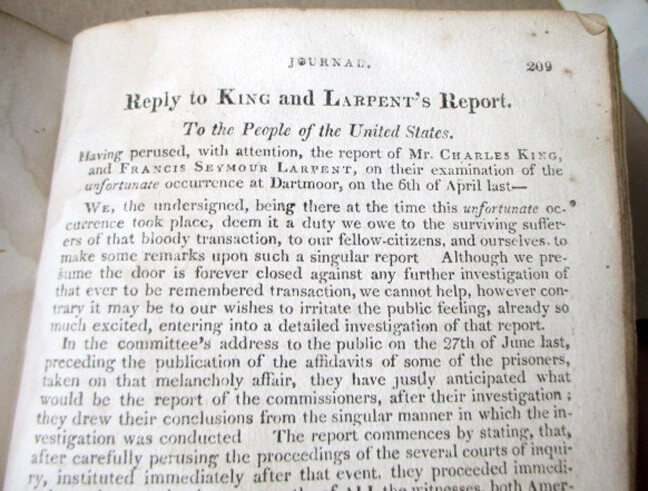 JOURNAL. 209
Reply to KING and LARPENT'S Report.
To the People of the United States.
Having perused, with attention, the report of Mr. CHARLES KING,
and FRANCIS SEYMOUR LARPENT, on their examination of the
unfortunate occurrence at Dartmoor, on the 6th of April last—
WE, the undersigned, being there at the time this unfortunate oc-
currence took place, deem it a duty we owe to the surviving suffer-
ers of that bloody transaction, to our fellow-citizens, and ourselves. to
make some remarks upon such a singular report Although we pre-
sume the door is forever closed against any further investigation of
that ever to be remembered transaction, we cannot help, however con-
trary it may be to our wishes to irritate the public feeling, already so
much excited, entering into a detailed investigation of that report.
In the committee's address to the public on the 27th of June last,
preceding the publication of the affidavits of some of the prisoners,
taken on that melancholy affair, they have justly anticipated what
would be the report of the commissioners, after their investigation;
they drew their conclusions from the singular manner in which the in-
vestigation was conducted The report commences by stating, that,
after carefully perusing the proceedings of the several courts of inqui-
ry, instituted immediately after that event, they proceeded immedi-
of ALL the witnesses, both Amer-